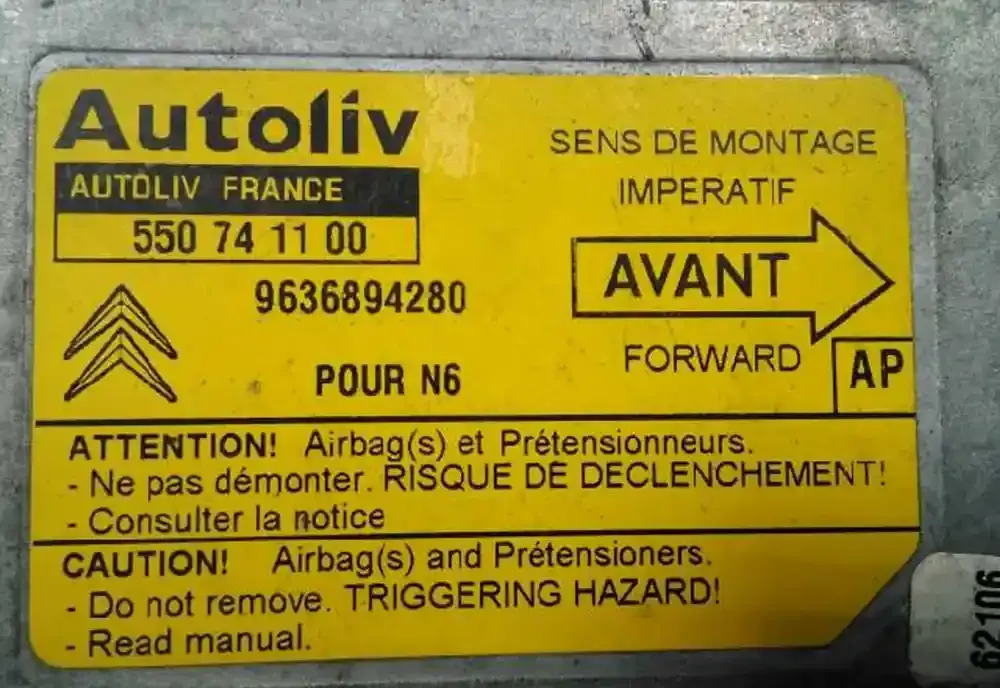 Autoliv
AUTOLIV FRANCE
550 74 11 00
9636894280
POUR N6
SENS DE MONTAGE
IMPERATIF
AVANT
FORWARD
AP
ATTENTION! Airbag(s) et Prétensionneurs.
- Ne pas démonter. RISQUE DE DECLENCHEMENT!
- Consulter la notice
CAUTION! Airbag(s) and Prétensioners.
- Do not remove. TRIGGERING HAZARD!
- Read manual.
62106